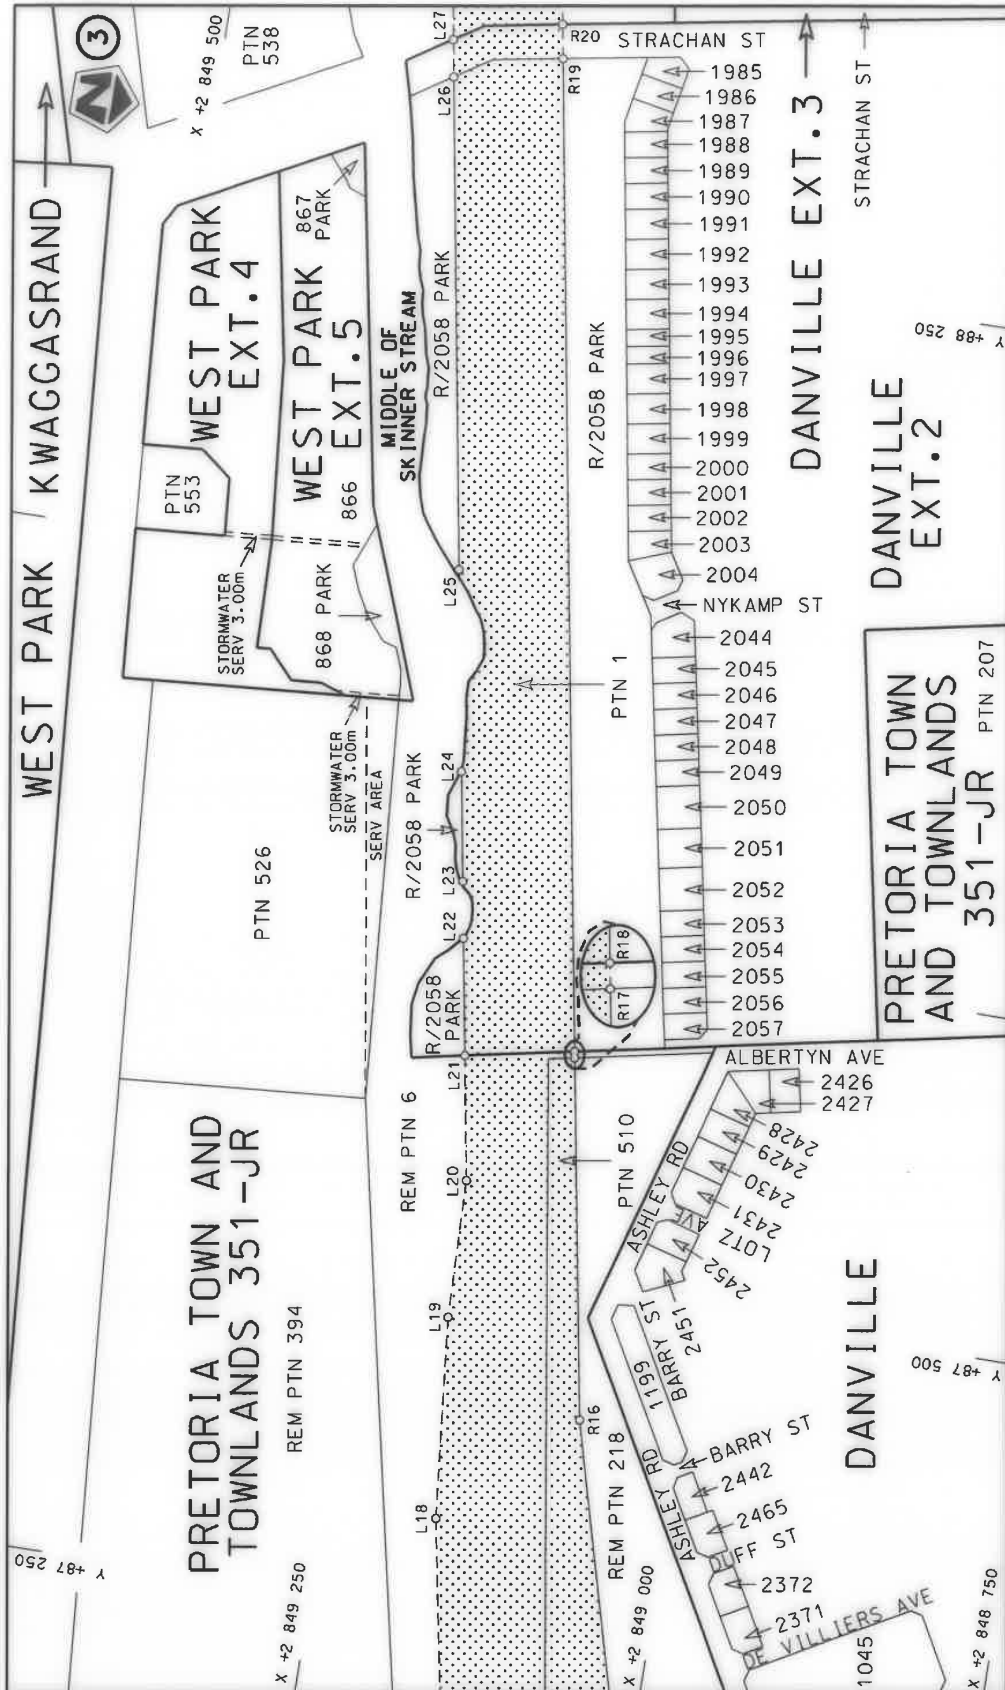 3
N
WEST PARK KWAGGASRAND
PTN
538
X +2 849 500
WEST PARK
EXT.4
PTN
553
WEST PARK
EXT.5
867
PARK
866
868 PARK
STORMWATER
SERV 3.00m
STORMWATER
SERV 3.00m
SERV AREA
MIDDLE OF
SKINNER STREAM
PTN 526
R/2058 PARK
R/2058 PARK
R/2058
PARK
R/2058 PARK
L27
L26
L25
L24
L23
L22
L21
L20
L19
L18
R20
R19
R18
R17
R16
STRACHAN ST
1985
1986
1987
1988
1989
1990
1991
1992
1993
1994
1995
1996
1997
1998
1999
2000
2001
2002
2003
2004
NYKAMP ST
2044
2045
2046
2047
2048
2049
2050
2051
2052
2053
2054
2055
2056
2057
PTN 1
DANVILLE EXT.3
STRACHAN ST
Y +88 250
DANVILLE
EXT.2
PRETORIA TOWN
AND TOWNLANDS
351-JR
PTN 207
ALBERTYN AVE
2426
2427
2428
2429
2430
2431
LOTZ AVE
2452
2451
ASHLEY RD
BARRY ST
1199
BARRY ST
ASHLEY RD
2442
2465
DUFF ST
2372
2371
DE VILLIERS AVE
1045
DANVILLE
Y +87 500
X +2 848 750
X +2 849 000
REM PTN 218
PTN 510
REM PTN 6
PRETORIA TOWN AND
TOWNLANDS 351-JR
REM PTN 394
X +2 849 250
Y +87 250